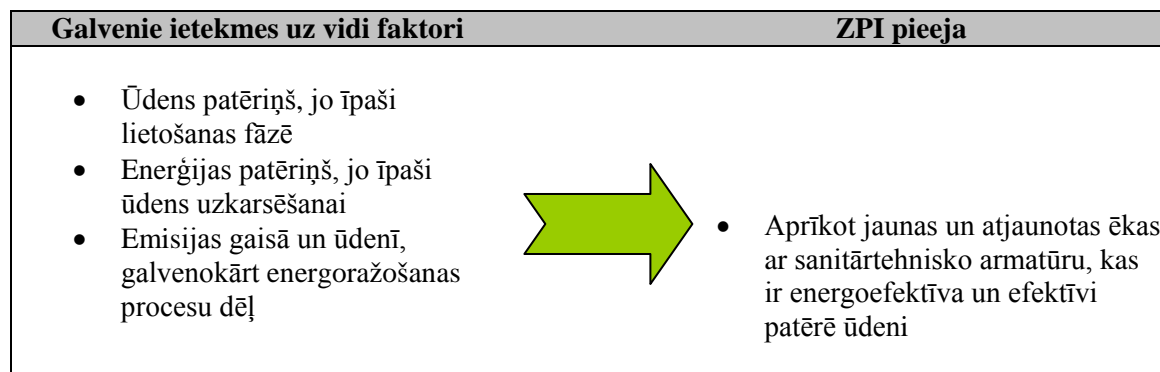 Galvenie ietekmes uz vidi faktori
ZPI pieeja
• Ūdens patēriņš, jo īpaši
lietošanas fāzē
• Enerģijas patēriņš, jo īpaši
ūdens uzkarsēšanai
• Emisijas gaisā un ūdenī,
galvenokārt energoražošanas
procesu dēļ
• Aprīkot jaunas un atjaunotas ēkas
ar sanitārtehnisko armatūru, kas
ir energoefektīva un efektīvi
patērē ūdeni